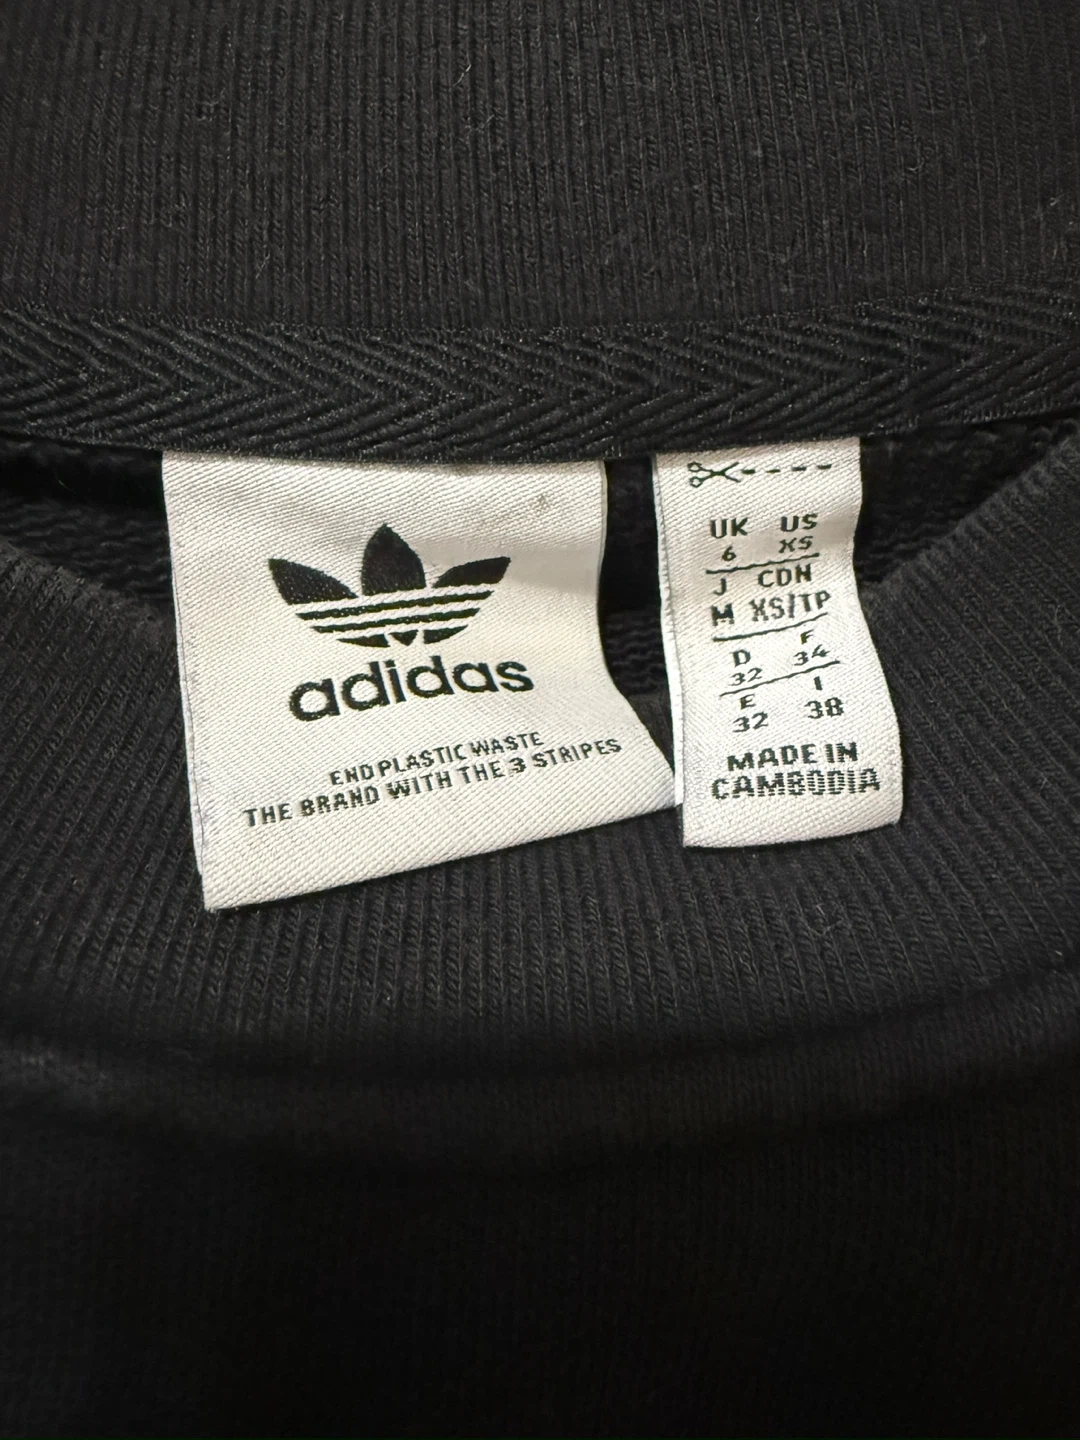 adidas
END PLASTIC WASTE
THE BRAND WITH THE 3 STRIPES
UK US
6 XS
J CDN
M XS/TP
D F
32 34
E I
32 38
MADE IN
CAMBODIA